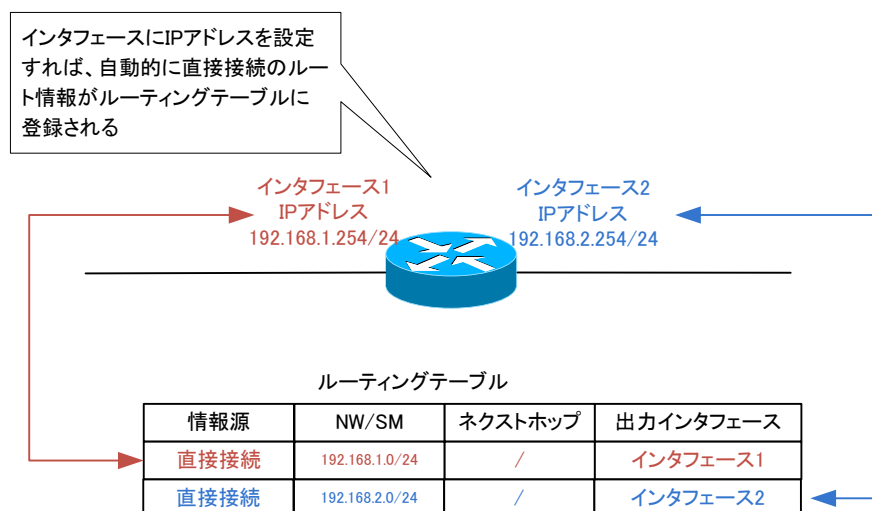 インタフェースにIPアドレスを設定
すれば、自動的に直接接続のルー
ト情報がルーティングテーブルに
登録される
インタフェース1
IPアドレス
192.168.1.254/24
インタフェース2
IPアドレス
192.168.2.254/24
ルーティングテーブル
情報源 NW/SM ネクストホップ 出力インタフェース
直接接続 192.168.1.0/24 / インタフェース1
直接接続 192.168.2.0/24 / インタフェース2